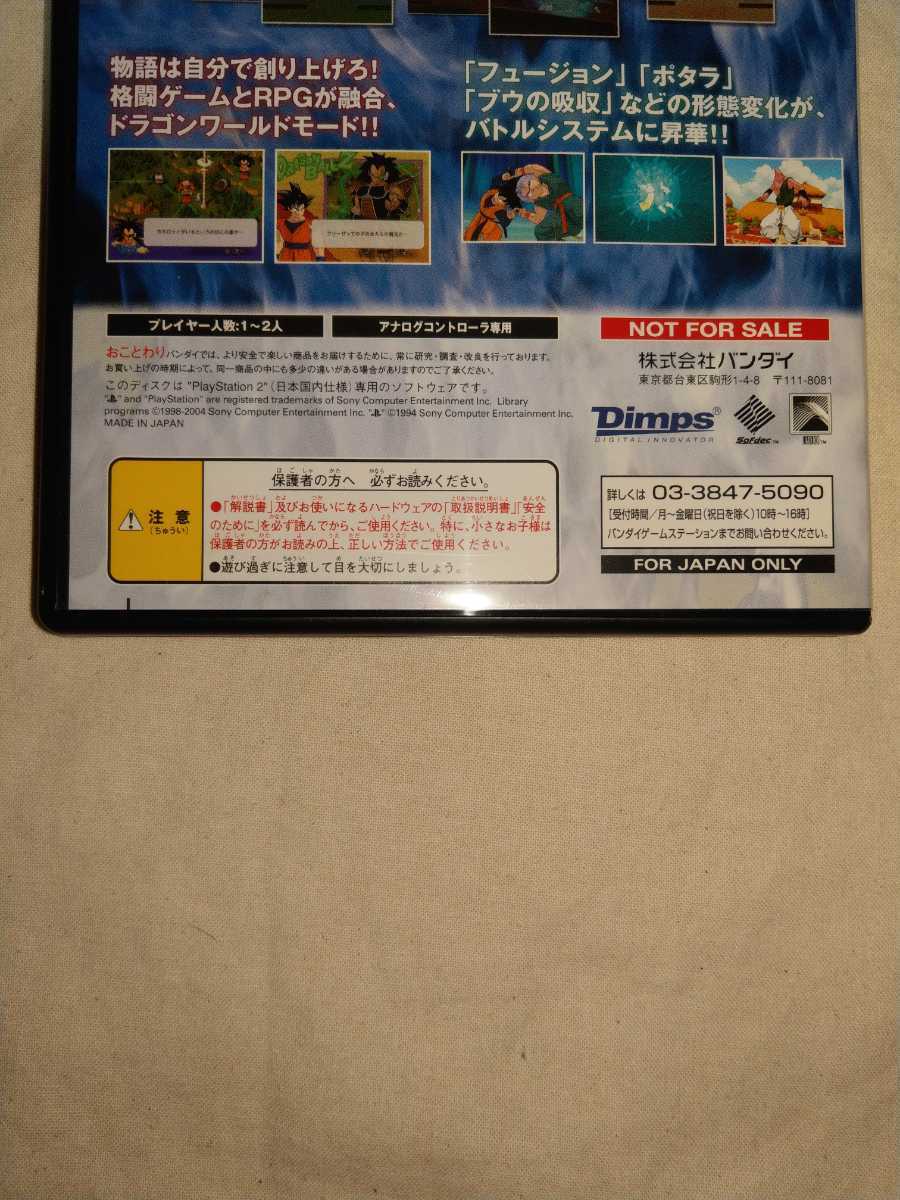 物語は自分で創り上げろ!
格闘ゲームとRPGが融合、
ドラゴンワールドモード!!
「フュージョン」「ポタラ」
「ブウの吸収」などの形態変化が、
バトルシステムに昇華!!
プレイヤー人数:1〜2人
アナログコントローラ専用
おことわり バンダイでは、より安全で楽しい商品をお届けするために、常に研究・調査・改良を行っております。
お買い上げの時期によって、同一商品の中にも多少の違いがある場合がありますのでご了承ください。
このディスクは "PlayStation 2" (日本国内仕様) 専用のソフトウェアです。
" " and "PlayStation" are registered trademarks of Sony Computer Entertainment Inc. Library
programs ©1998-2004 Sony Computer Entertainment Inc. " " ©1994 Sony Computer Entertainment Inc.
MADE IN JAPAN
NOT FOR SALE
株式会社バンダイ
東京都台東区駒形1-4-8 〒111-8081
Dimps®
DIGITAL INNOVATOR
Sofdec™
ADX™
注意
(ちゅうい)
保護者の方へ 必ずお読みください。
●「解説書」及びお使いになるハードウェアの「取扱説明書」「安全
のために」を必ず読んでから、ご使用ください。特に、小さなお子様は
保護者の方がお読みの上、正しい方法でご使用ください。
●遊び過ぎに注意して目を大切にしましょう。
詳しくは 03-3847-5090
[受付時間/月〜金曜日(祝日を除く)10時〜16時]
バンダイゲームステーションまでお問い合わせください。
FOR JAPAN ONLY